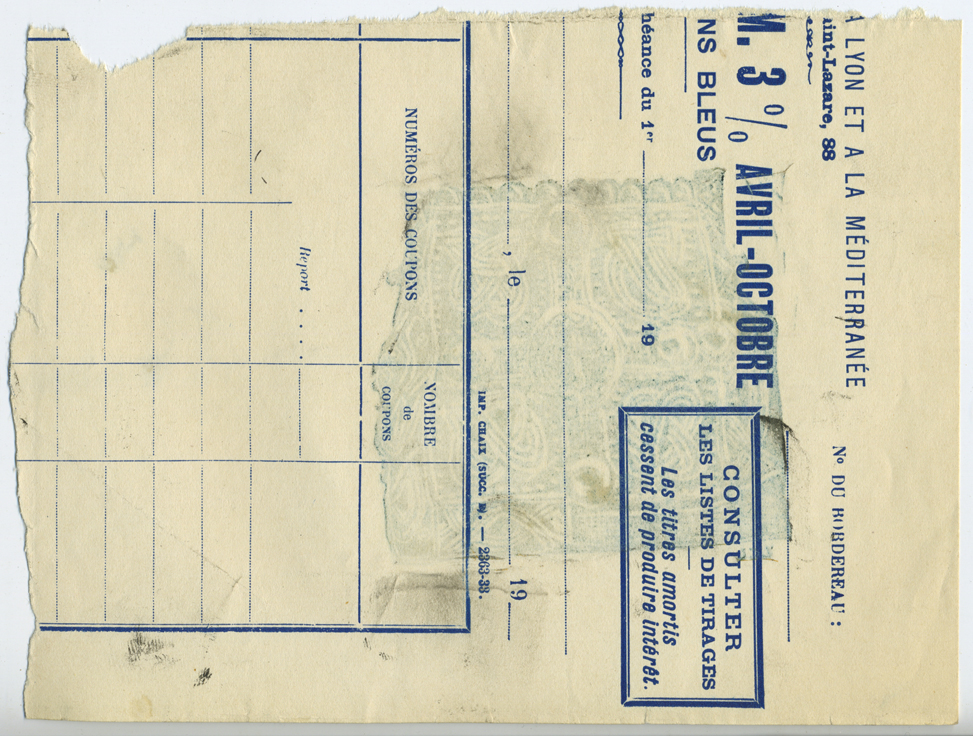 LYON ET A LA MÉDITERRANÉE
aint-Lazare, 88
N° DU BORDEREAU :
M. 3 % AVRIL-OCTOBRE
NS BLEUS
héance du 1er 19
CONSULTER
LES LISTES DE TIRAGES
Les titres amortis
cessent de produire intérêt.
, le 19
IMP. CHAIX (SUCC. B). — 2363-38.
NUMÉROS DES COUPONS
NOMBRE
de
COUPONS
Report . . . .